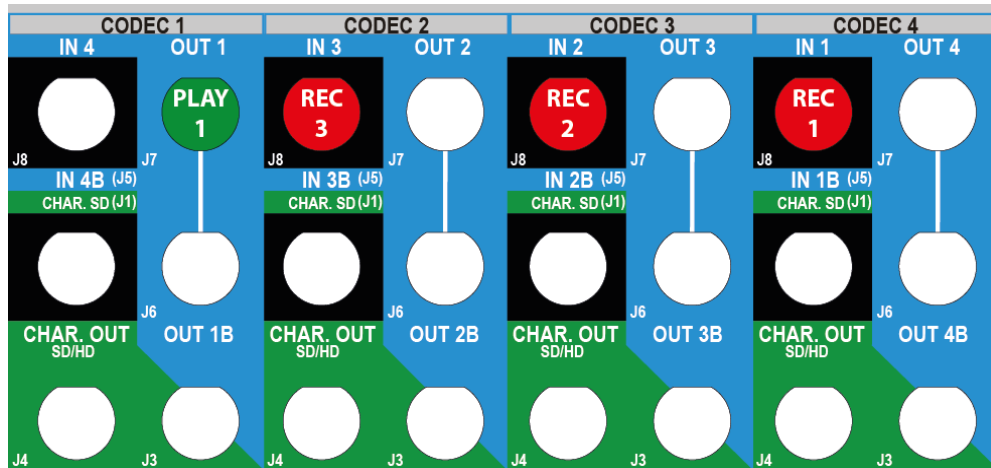 CODEC 1 CODEC 2 CODEC 3 CODEC 4
IN 4 OUT 1 IN 3 OUT 2 IN 2 OUT 3 IN 1 OUT 4
PLAY REC REC REC
1 3 2 1
J8 J7 J8 J7 J8 J7 J8 J7
IN 4B (J5) IN 3B (J5) IN 2B (J5) IN 1B (J5)
CHAR. SD (J1) CHAR. SD (J1) CHAR. SD (J1) CHAR. SD (J1)
J6 J6 J6 J6
CHAR. OUT OUT 1B CHAR. OUT OUT 2B CHAR. OUT OUT 3B CHAR. OUT OUT 4B
SD/HD SD/HD SD/HD SD/HD
J4 J3 J4 J3 J4 J3 J4 J3